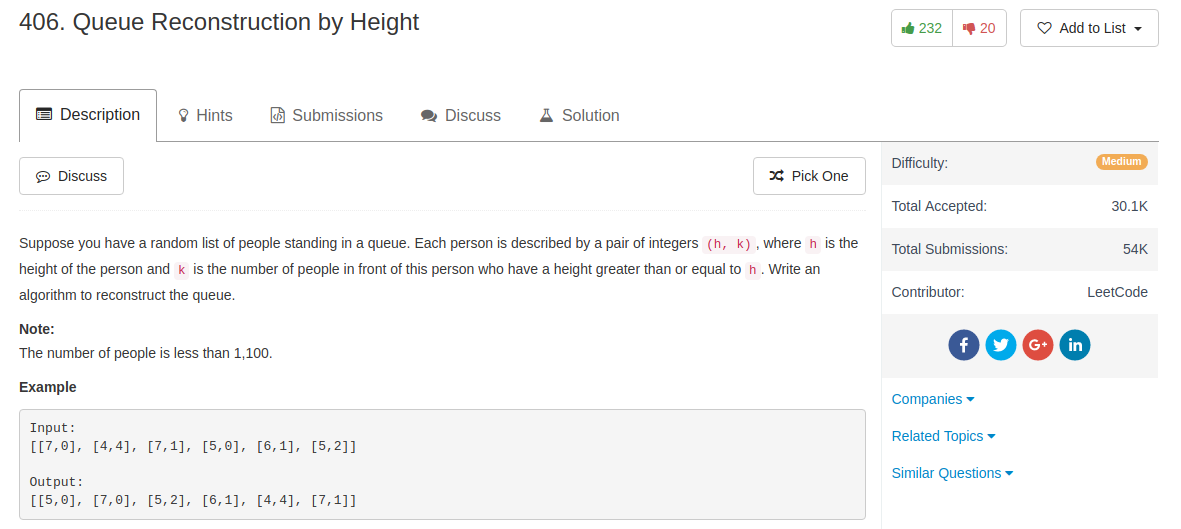 406. Queue Reconstruction by Height
232
20
Add to List
Description
Hints
Submissions
Discuss
Solution
Discuss
Pick One
Difficulty:
Medium
Total Accepted:
30.1K
Total Submissions:
54K
Contributor:
LeetCode
Companies
Related Topics
Similar Questions
Suppose you have a random list of people standing in a queue. Each person is described by a pair of integers (h, k), where h is the
height of the person and k is the number of people in front of this person who have a height greater than or equal to h. Write an
algorithm to reconstruct the queue.
Note:
The number of people is less than 1,100.
Example
Input:
[[7,0], [4,4], [7,1], [5,0], [6,1], [5,2]]
Output:
[[5,0], [7,0], [5,2], [6,1], [4,4], [7,1]]
f
G+
in